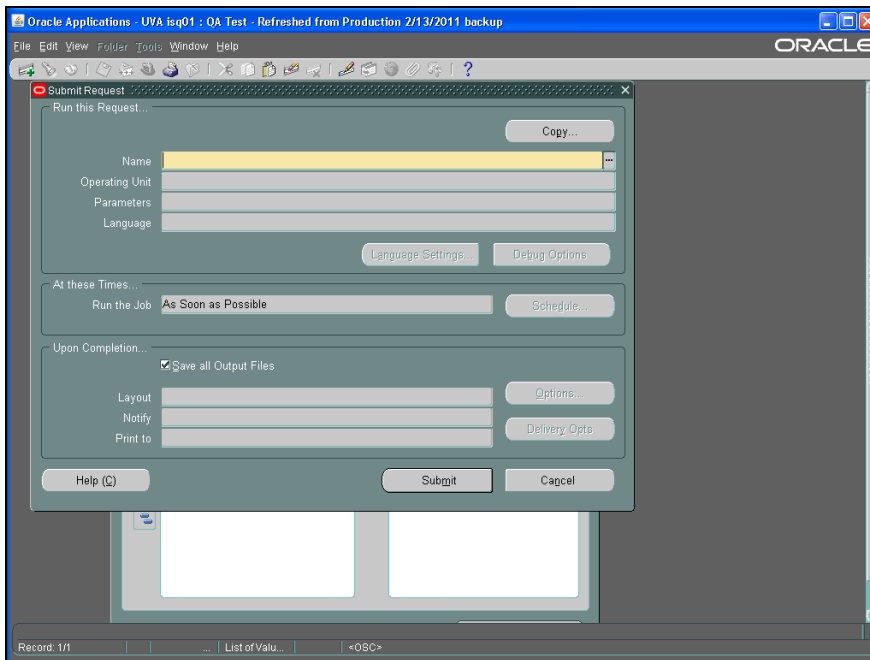 Oracle Applications - UVA isq01 : QA Test - Refreshed from Production 2/13/2011 backup
File Edit View Folder Tools Window Help
ORACLE
Submit Request
Run this Request...
Copy...
Name
Operating Unit
Parameters
Language
Language Settings...
Debug Options
At these Times...
Run the Job As Soon as Possible
Schedule...
Upon Completion...
Save all Output Files
Layout
Options...
Notify
Delivery Opts
Print to
Help (C)
Submit
Cancel
Record: 1/1 ... List of Valu... <OSC>